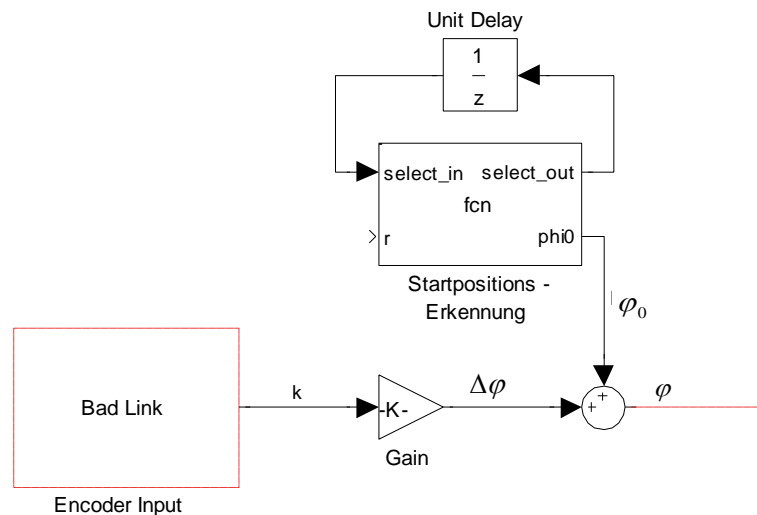 Unit Delay
1
z
select_in select_out
fcn
r phi0
Startpositions -
Erkennung
φ₀
Bad Link
k
-K-
Δφ
+
+
φ
Gain
Encoder Input